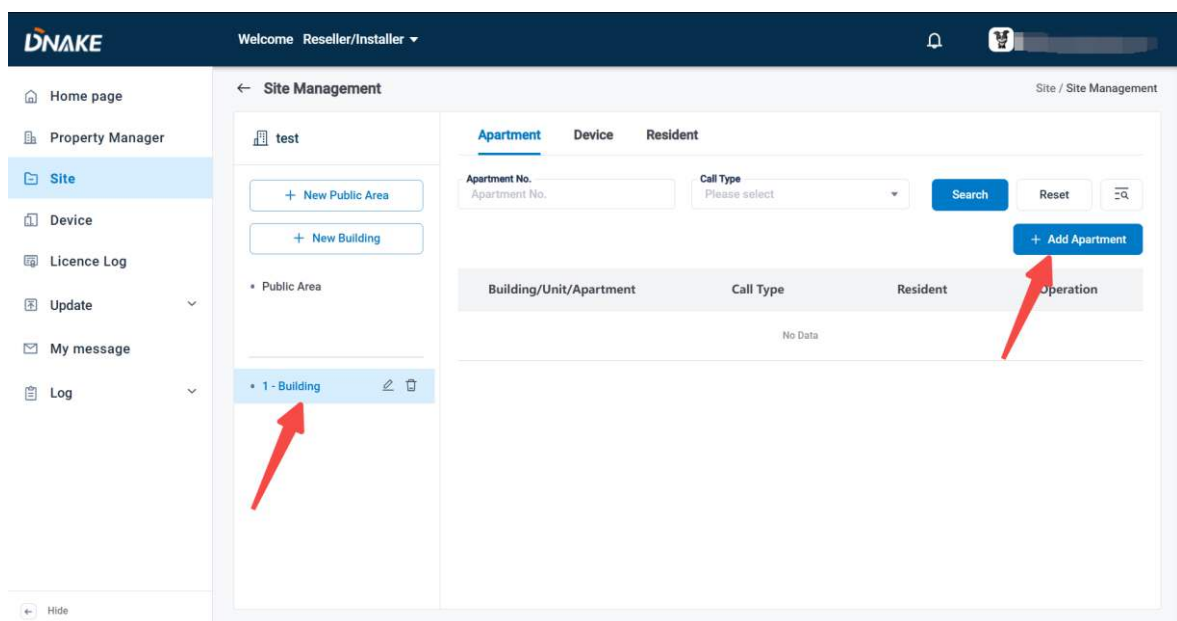 DNAKE
Welcome Reseller/Installer
Home page
Property Manager
Site
Device
Licence Log
Update
My message
Log
Hide
Site Management
Site / Site Management
test
+ New Public Area
+ New Building
Public Area
1 - Building
Apartment Device Resident
Apartment No.
Apartment No.
Call Type
Please select
Search
Reset
+ Add Apartment
Building/Unit/Apartment Call Type Resident Operation
No Data